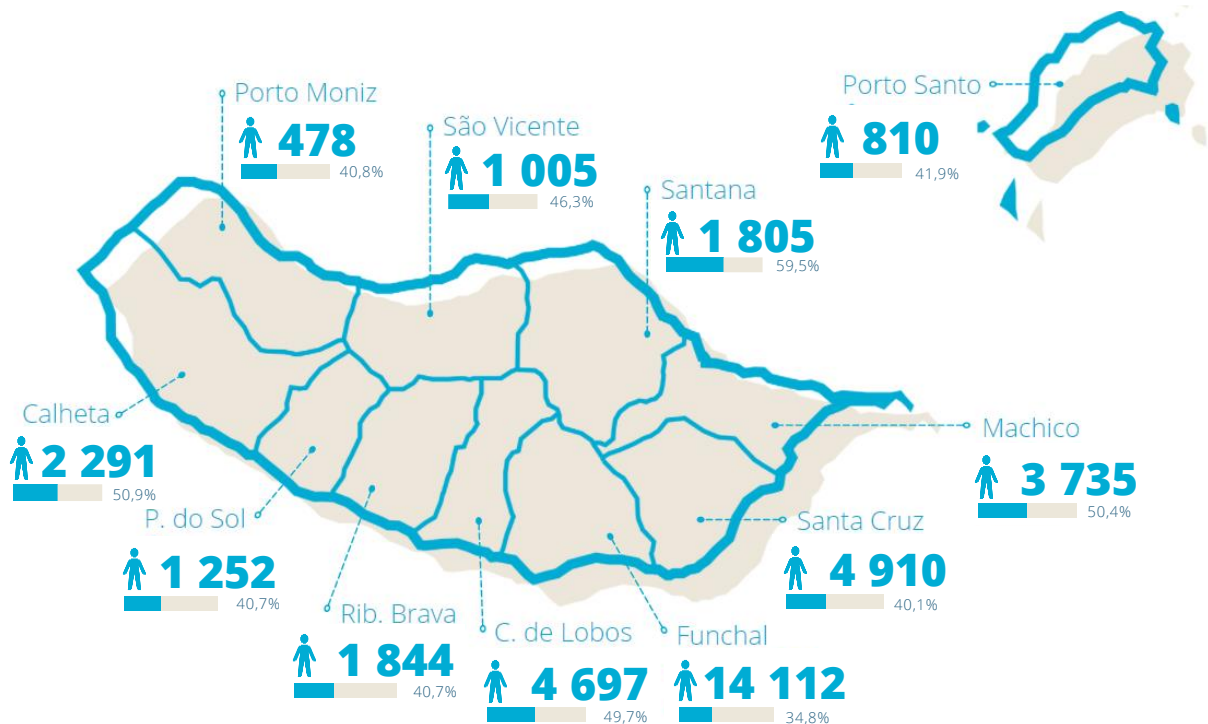 Porto Moniz
478
40,8%
São Vicente
1 005
46,3%
Santana
1 805
59,5%
Porto Santo
810
41,9%
Calheta
2 291
50,9%
P. do Sol
1 252
40,7%
Rib. Brava
1 844
40,7%
C. de Lobos
4 697
49,7%
Funchal
14 112
34,8%
Santa Cruz
4 910
40,1%
Machico
3 735
50,4%